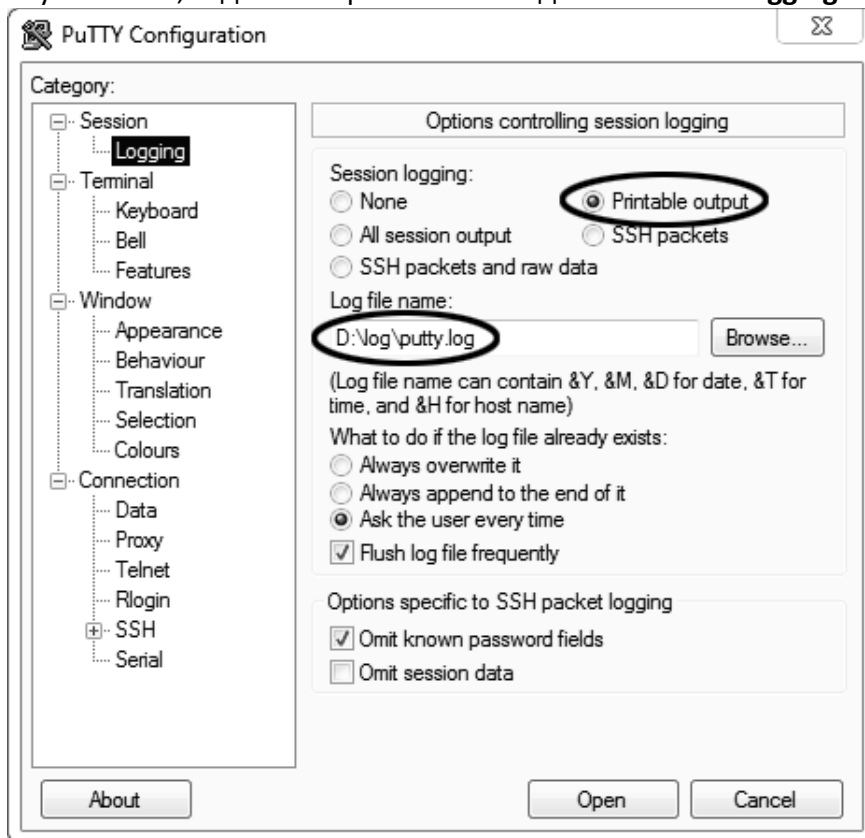 gging
PuTTY Configuration
Category:
Session
Logging
Terminal
Keyboard
Bell
Features
Window
Appearance
Behaviour
Translation
Selection
Colours
Connection
Data
Proxy
Telnet
Rlogin
SSH
Serial
Options controlling session logging
Session logging:
None Printable output
All session output SSH packets
SSH packets and raw data
Log file name:
D:\log\putty.log Browse...
(Log file name can contain &Y, &M, &D for date, &T for
time, and &H for host name)
What to do if the log file already exists:
Always overwrite it
Always append to the end of it
Ask the user every time
Flush log file frequently
Options specific to SSH packet logging
Omit known password fields
Omit session data
About Open Cancel